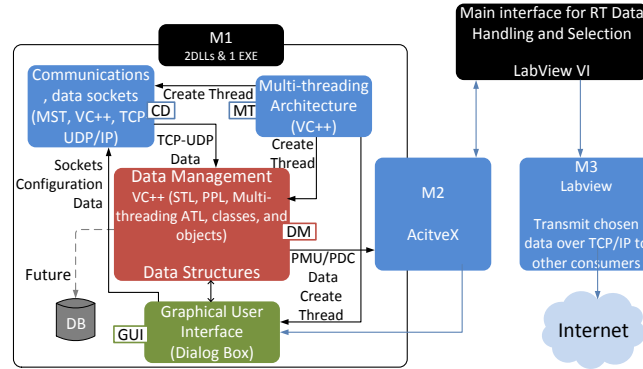 M1
2DLLs & 1 EXE
Main interface for RT Data
Handling and Selection
LabView VI
Communications
, data sockets
(MST, VC++, TCP
UDP/IP)
CD
Create Thread
MT
Multi-threading
Architecture
(VC++)
TCP-UDP
Data
Create
Thread
Sockets
Configuration
Data
Data Management
VC++ (STL, PPL, Multi-
threading ATL, classes, and
objects)
DM
Data Structures
M2
AcitveX
M3
Labview
Transmit chosen
data over TCP/IP to
other consumers
Future
PMU/PDC
Data
Create
Thread
DB
GUI
Graphical User
Interface
(Dialog Box)
Internet